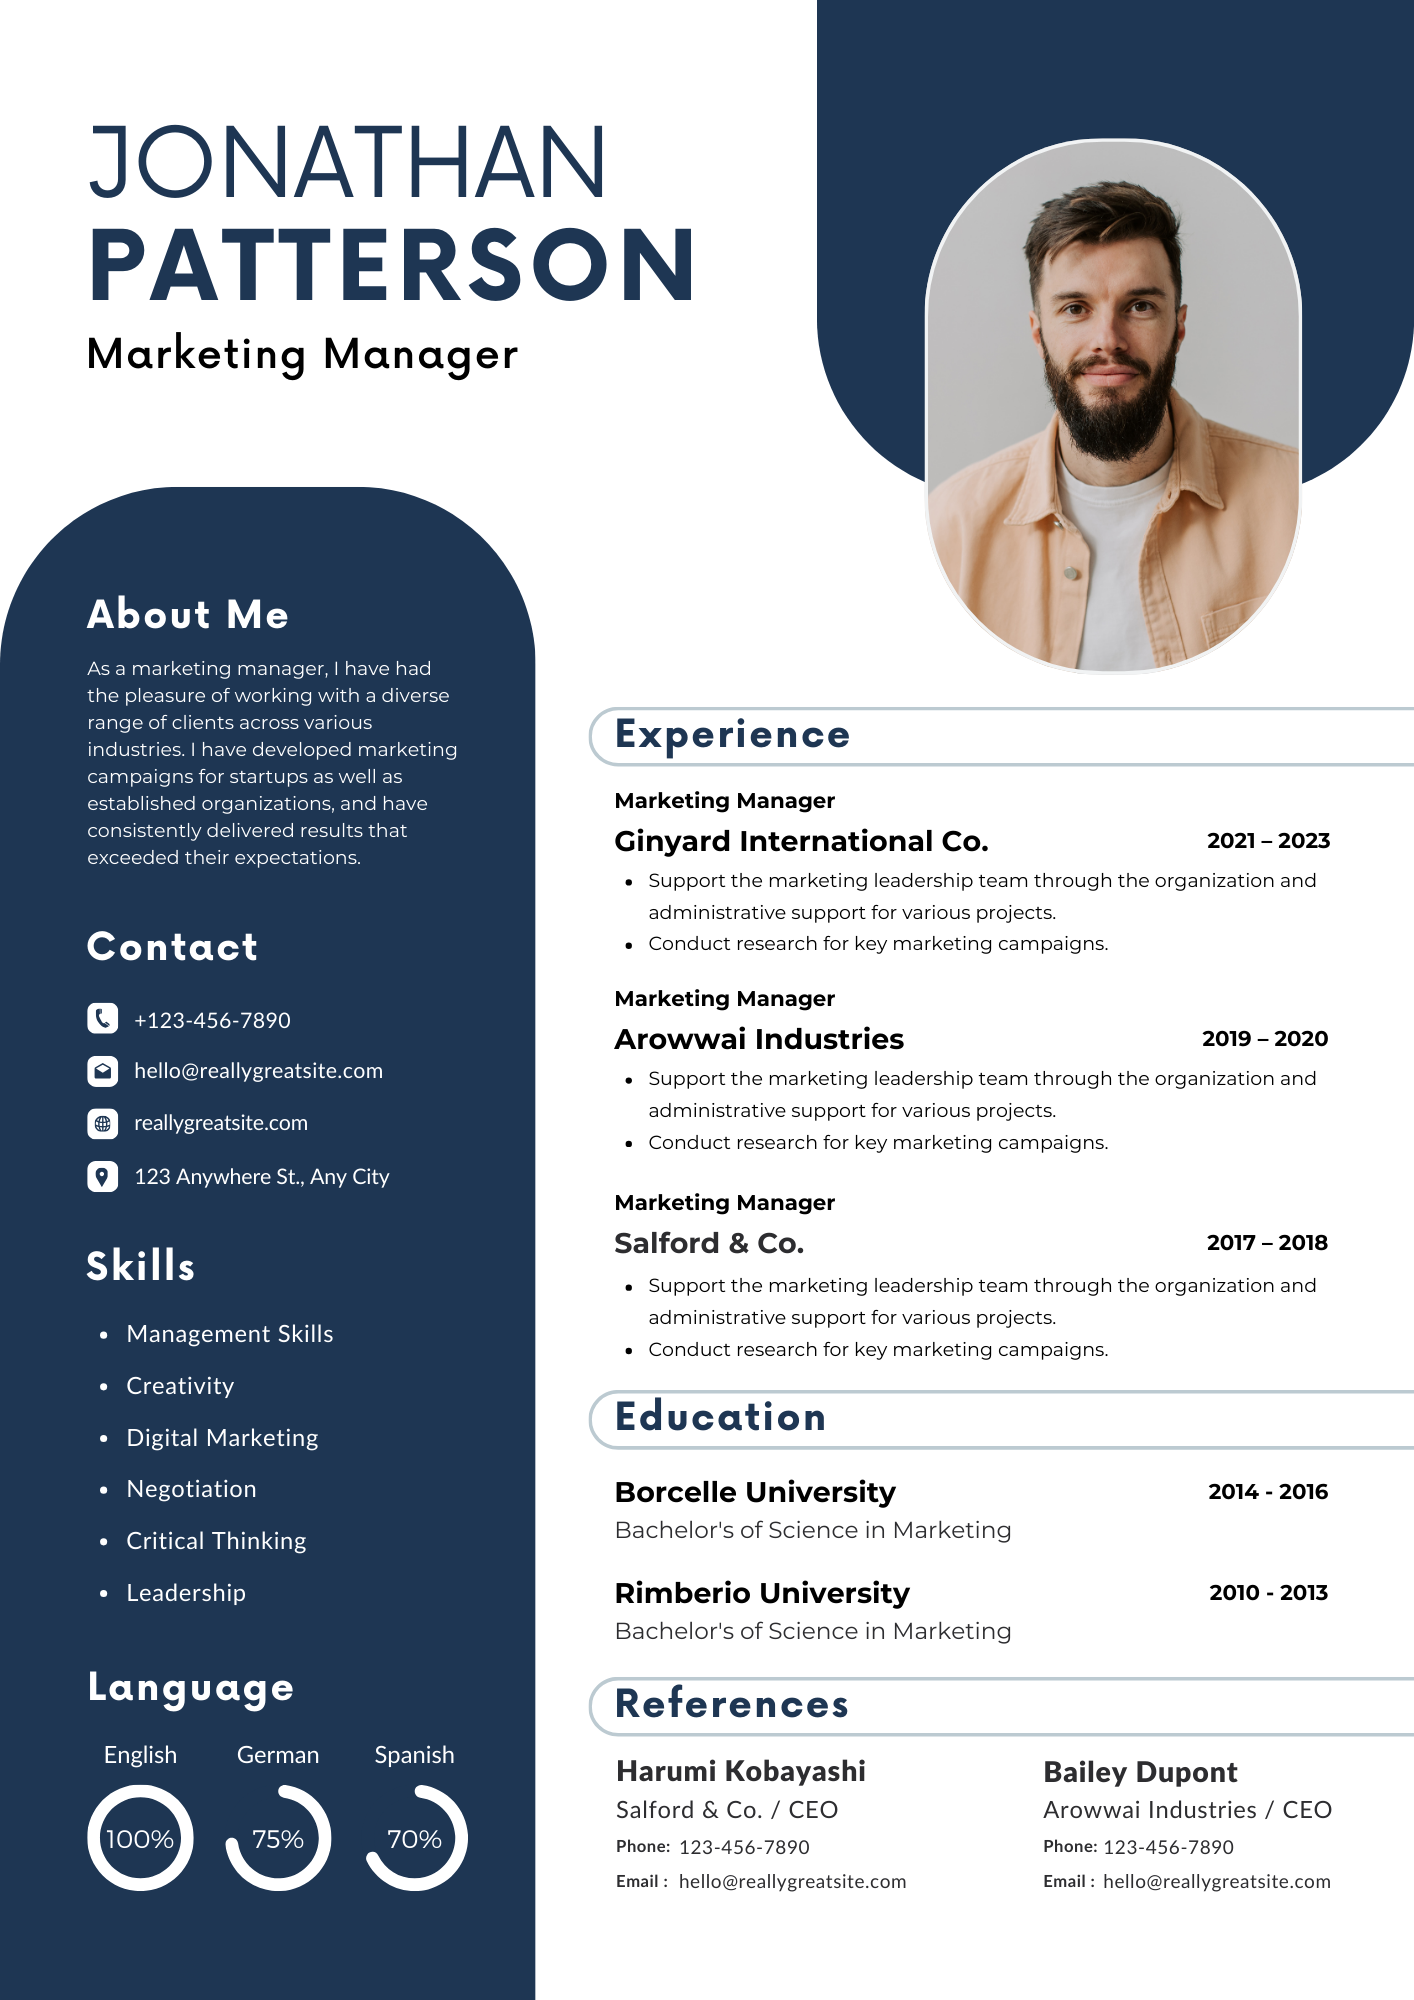 JONATHAN
PATTERSON
Marketing Manager
About Me
As a marketing manager, I have had
the pleasure of working with a diverse
range of clients across various
industries. I have developed marketing
campaigns for startups as well as
established organizations, and have
consistently delivered results that
exceeded their expectations.
Contact
+123-456-7890
hello@reallygreatsite.com
reallygreatsite.com
123 Anywhere St., Any City
Skills
• Management Skills
• Creativity
• Digital Marketing
• Negotiation
• Critical Thinking
• Leadership
Language
English German Spanish
100% 75% 70%
Experience
Marketing Manager
Ginyard International Co. 2021 – 2023
• Support the marketing leadership team through the organization and
administrative support for various projects.
• Conduct research for key marketing campaigns.
Marketing Manager
Arowwai Industries 2019 – 2020
• Support the marketing leadership team through the organization and
administrative support for various projects.
• Conduct research for key marketing campaigns.
Marketing Manager
Salford & Co. 2017 – 2018
• Support the marketing leadership team through the organization and
administrative support for various projects.
• Conduct research for key marketing campaigns.
Education
Borcelle University 2014 - 2016
Bachelor's of Science in Marketing
Rimberio University 2010 - 2013
Bachelor's of Science in Marketing
References
Harumi Kobayashi
Salford & Co. / CEO
Phone: 123-456-7890
Email : hello@reallygreatsite.com
Bailey Dupont
Arowwai Industries / CEO
Phone: 123-456-7890
Email : hello@reallygreatsite.com